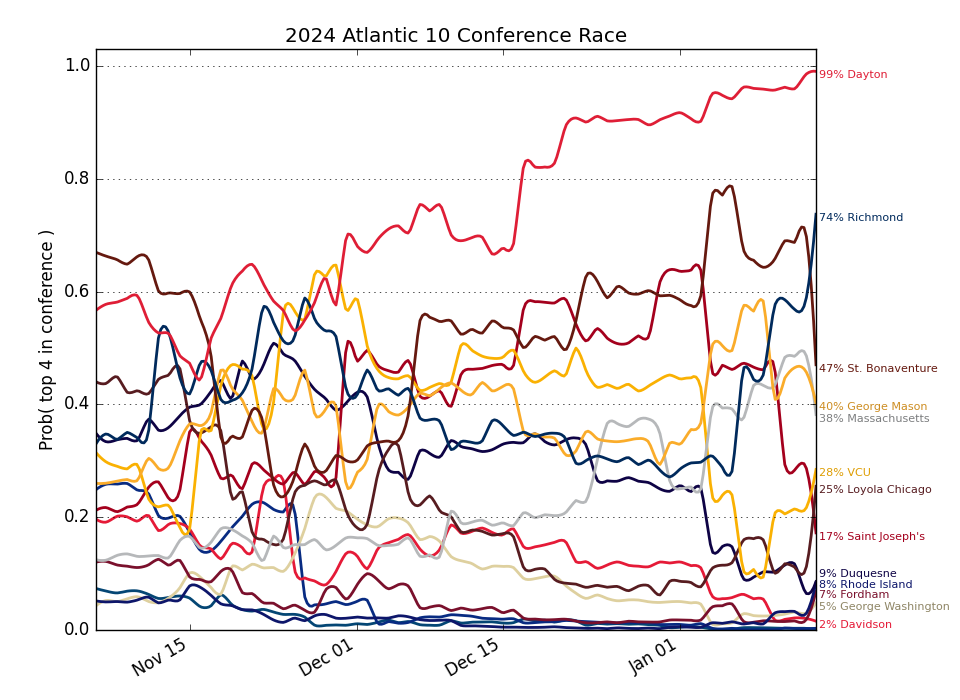 2024 Atlantic 10 Conference Race
Prob( top 4 in conference )
1.0
0.8
0.6
0.4
0.2
0.0
Nov 15
Dec 01
Dec 15
Jan 01
99% Dayton
74% Richmond
47% St. Bonaventure
40% George Mason
38% Massachusetts
28% VCU
25% Loyola Chicago
17% Saint Joseph's
9% Duquesne
8% Rhode Island
7% Fordham
5% George Washington
2% Davidson